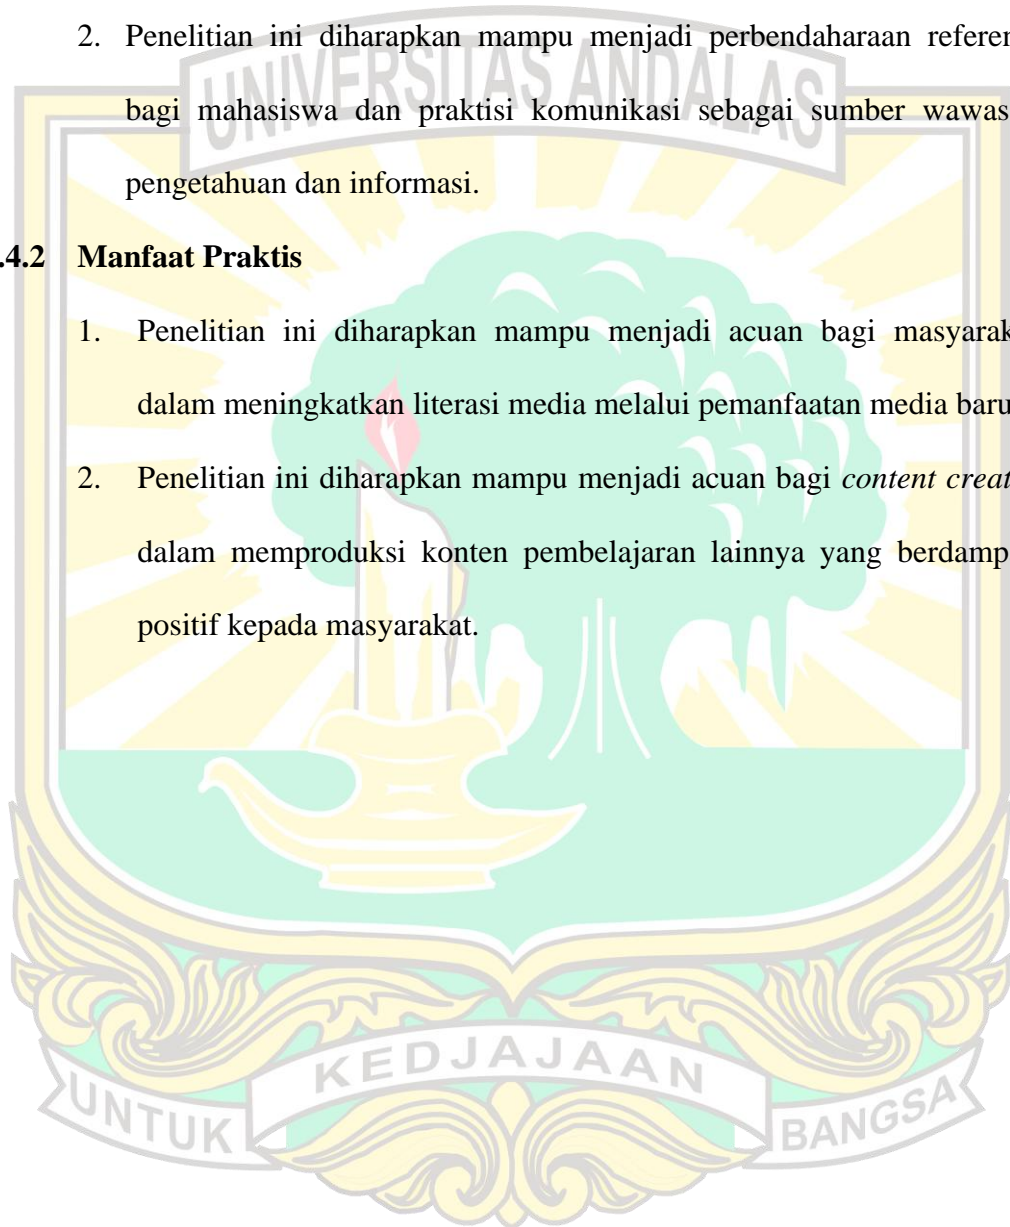 UNIVERSITAS ANDALAS
2. Penelitian ini diharapkan mampu menjadi perbendaharaan referen
bagi mahasiswa dan praktisi komunikasi sebagai sumber wawas
pengetahuan dan informasi.
.4.2 Manfaat Praktis
1. Penelitian ini diharapkan mampu menjadi acuan bagi masyarak
dalam meningkatkan literasi media melalui pemanfaatan media baru
2. Penelitian ini diharapkan mampu menjadi acuan bagi content creat
dalam memproduksi konten pembelajaran lainnya yang berdamp
positif kepada masyarakat.
UNTUK KEDJAJAAN BANGSA